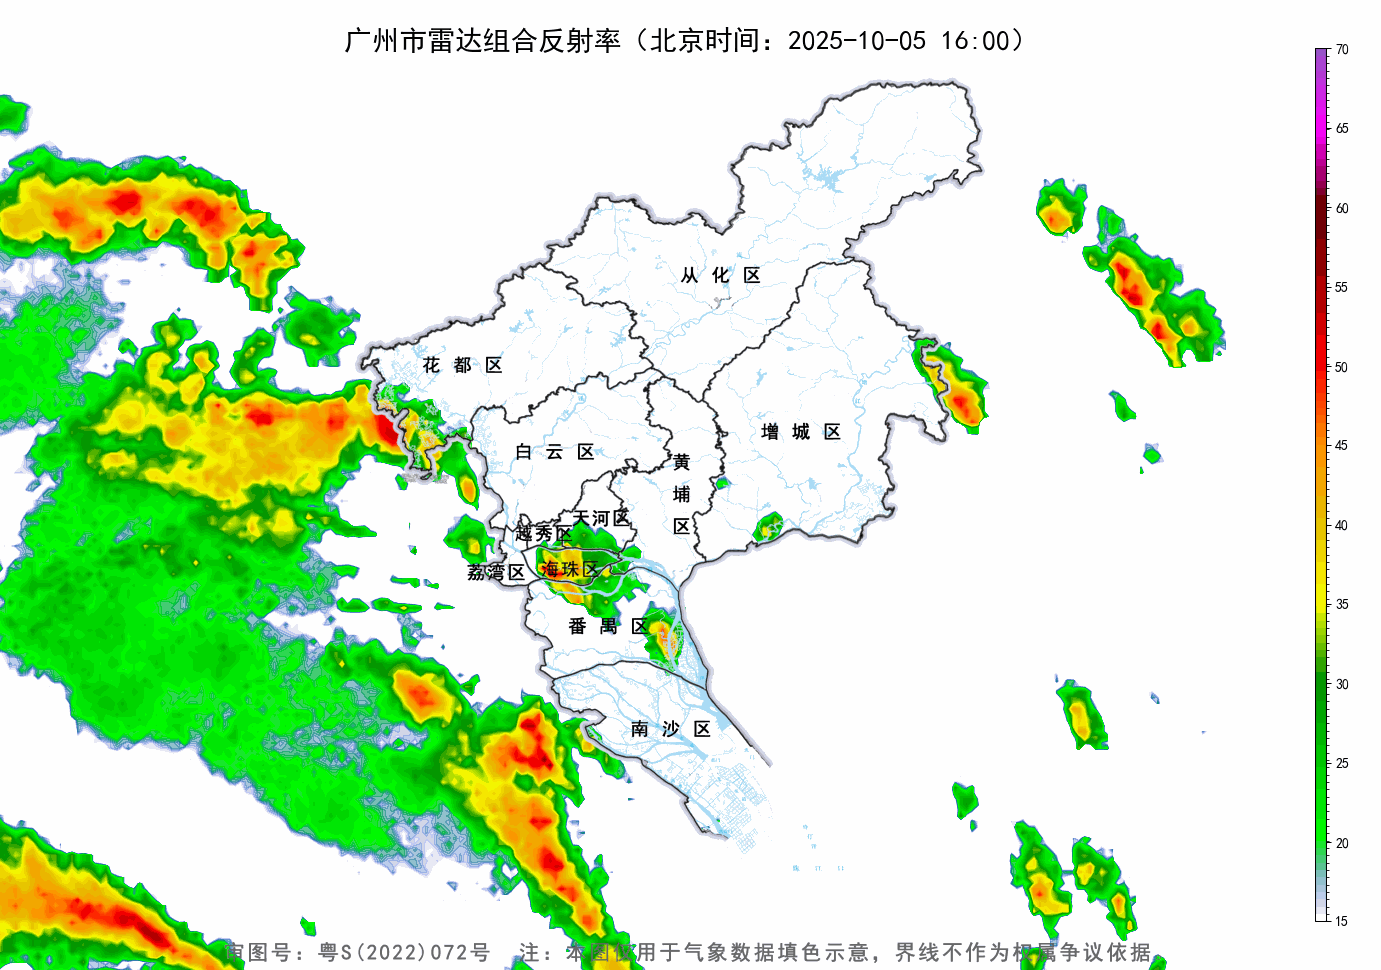 广州市雷达组合反射率（北京时间：2025-10-05 16:00）
70
65
60
55
50
45
40
35
30
25
20
15
从化区
花都区
增城区
白云区
黄埔区
天河区
越秀区
海珠区
荔湾区
番禺区
南沙区
审图号：粤S(2022)072号 注：本图仅用于气象数据填色示意，界线不作为权属争议依据。